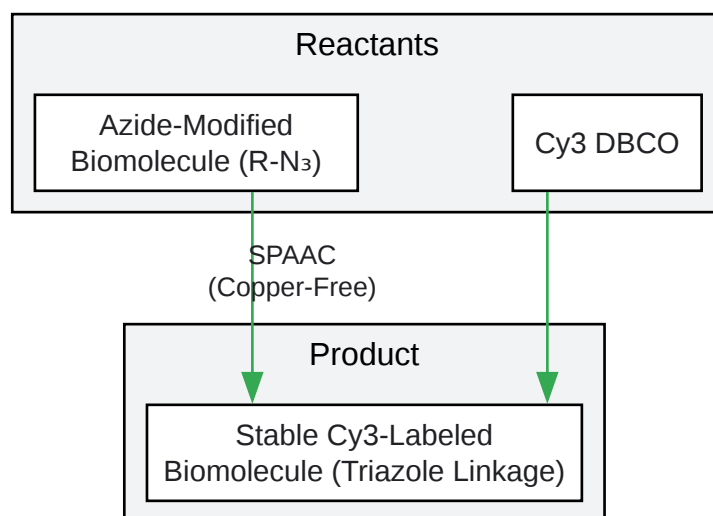 Reactants
Azide-Modified
Biomolecule (R-N₃)
Cy3 DBCO
SPAAC
(Copper-Free)
Product
Stable Cy3-Labeled
Biomolecule (Triazole Linkage)